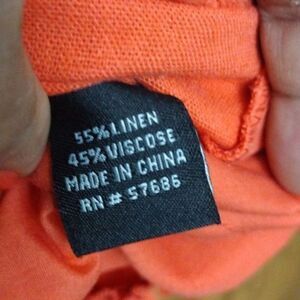 55% LINEN
45% VISCOSE
MADE IN CHINA
RN # 57686